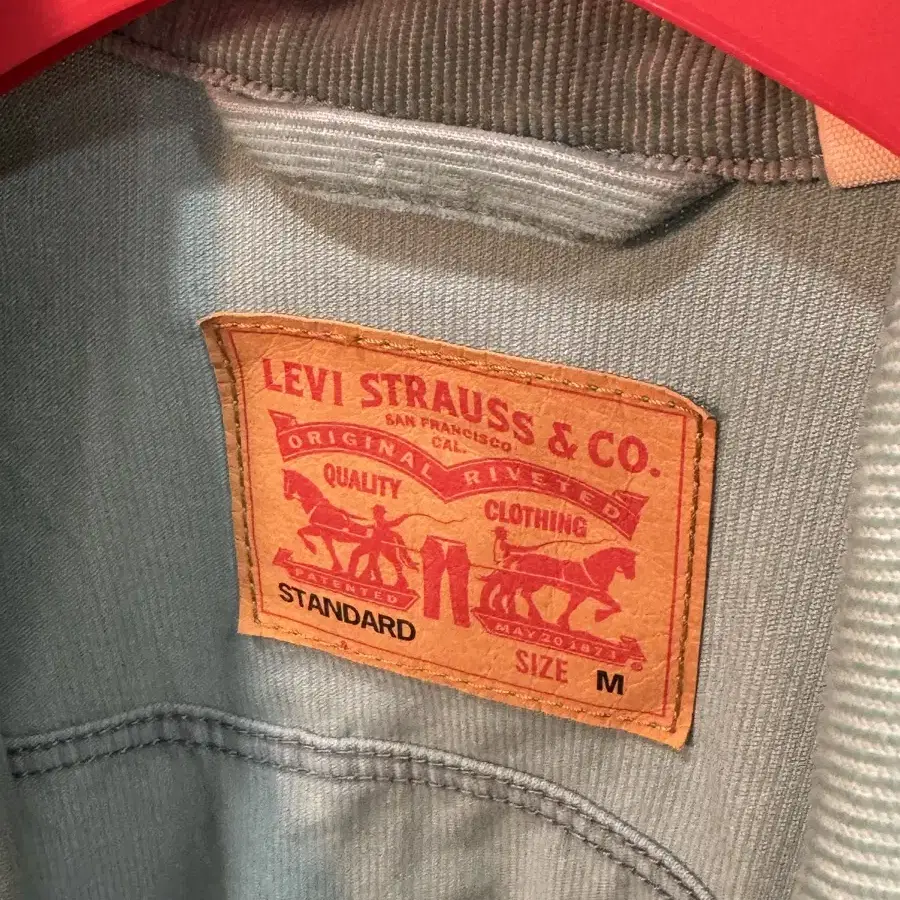 LEVI STRAUSS & CO.
SAN FRANCISCO
CAL.
ORIGINAL RIVETED
QUALITY CLOTHING
PATENTED
MAY 20 1873
STANDARD
SIZE M